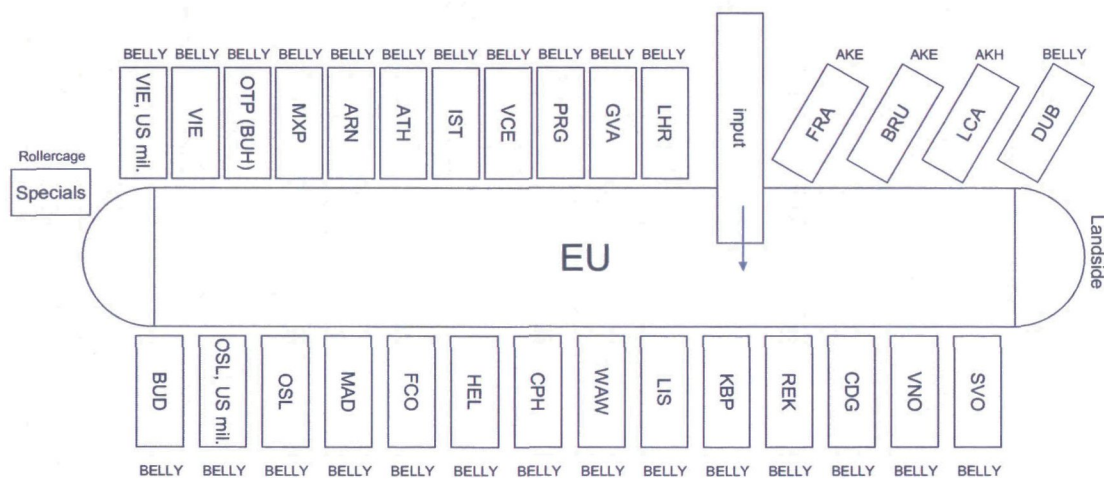 BELLY BELLY BELLY BELLY BELLY BELLY BELLY BELLY BELLY BELLY BELLY
AKE AKE AKH BELLY
VIE, US mil.
VIE
OTP (BUH)
MXP
ARN
ATH
IST
VCE
PRG
GVA
LHR
input
FRA
BRU
LCA
DUB
Rollercage
Specials
EU
Landside
BUD
OSL, US mil.
OSL
MAD
FCO
HEL
CPH
WAW
LIS
KBP
REK
CDG
VNO
SVO
BELLY BELLY BELLY BELLY BELLY BELLY BELLY BELLY BELLY BELLY BELLY BELLY BELLY BELLY